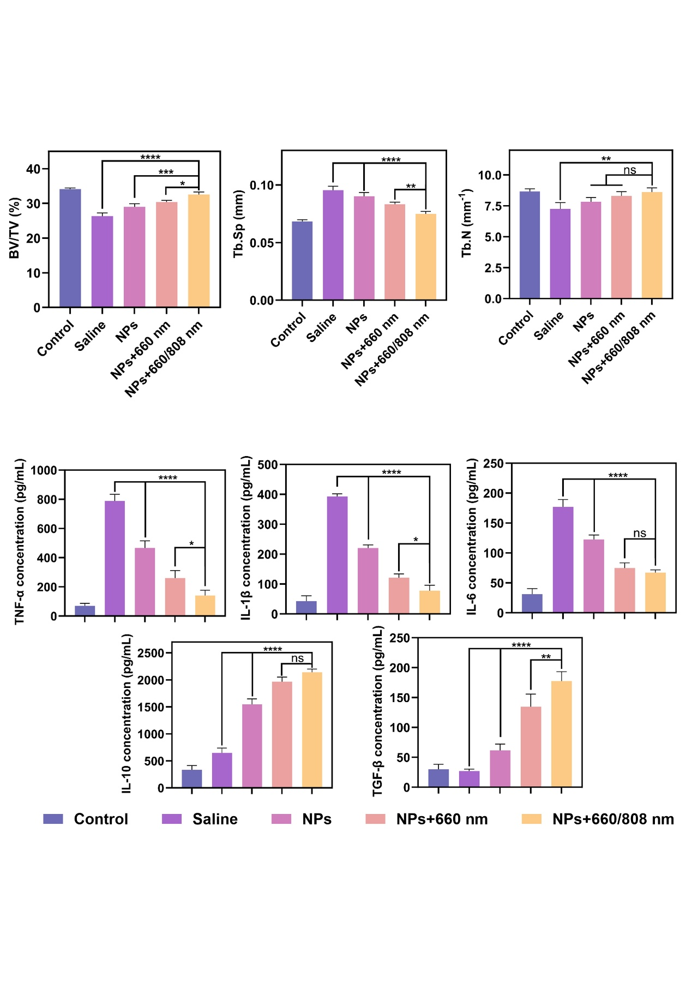 BV/TV (%)
40
30
20
10
0
****
***
*
Control
Saline
NPs
NPs+660 nm
NPs+660/808 nm
Tb.Sp (mm)
0.10
0.05
0.00
****
**
Control
Saline
NPs
NPs+660 nm
NPs+660/808 nm
Tb.N (mm⁻¹)
10.0
7.5
5.0
2.5
0.0
**
ns
Control
Saline
NPs
NPs+660 nm
NPs+660/808 nm
TNF-α concentration (pg/mL)
1000
800
600
400
200
0
****
*
IL-1β concentration (pg/mL)
500
400
300
200
100
0
****
*
IL-6 concentration (pg/mL)
250
200
150
100
50
0
****
ns
IL-10 concentration (pg/mL)
2500
2000
1500
1000
500
0
****
ns
TGF-β concentration (pg/mL)
250
200
150
100
50
0
****
**
Control Saline NPs NPs+660 nm NPs+660/808 nm